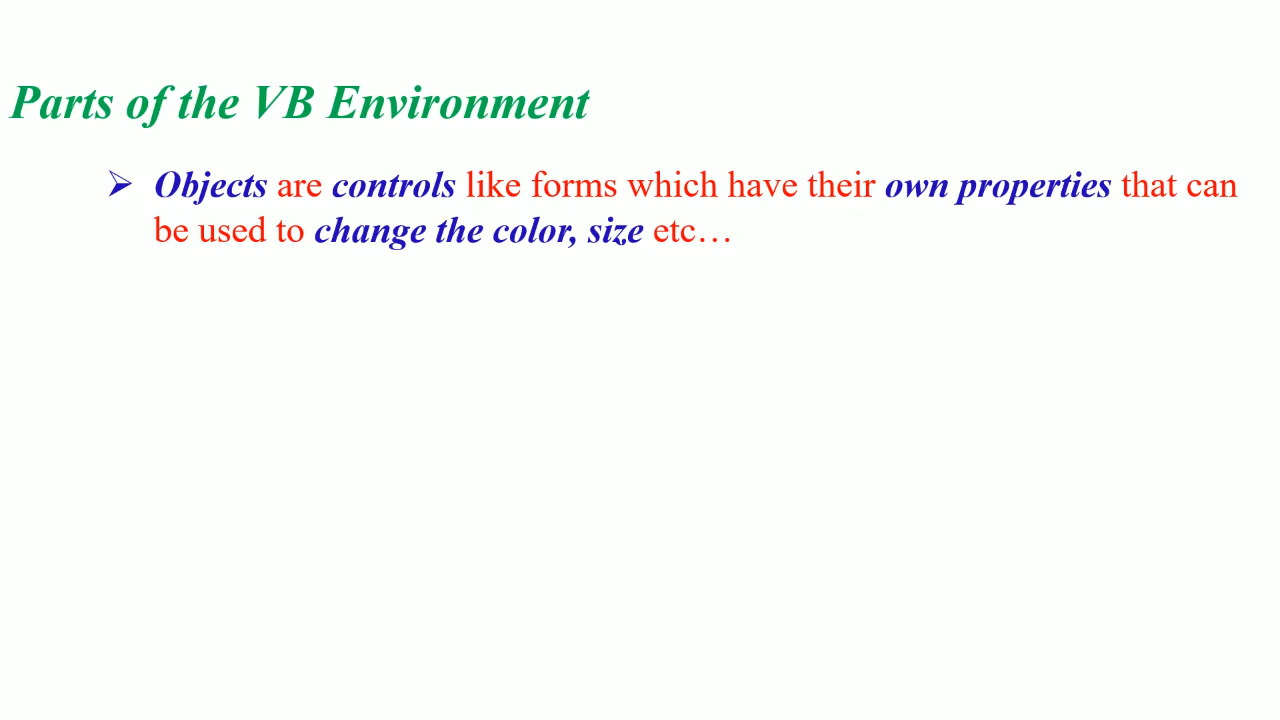 Parts of the VB Environment
➢ Objects are controls like forms which have their own properties that can
be used to change the color, size etc…